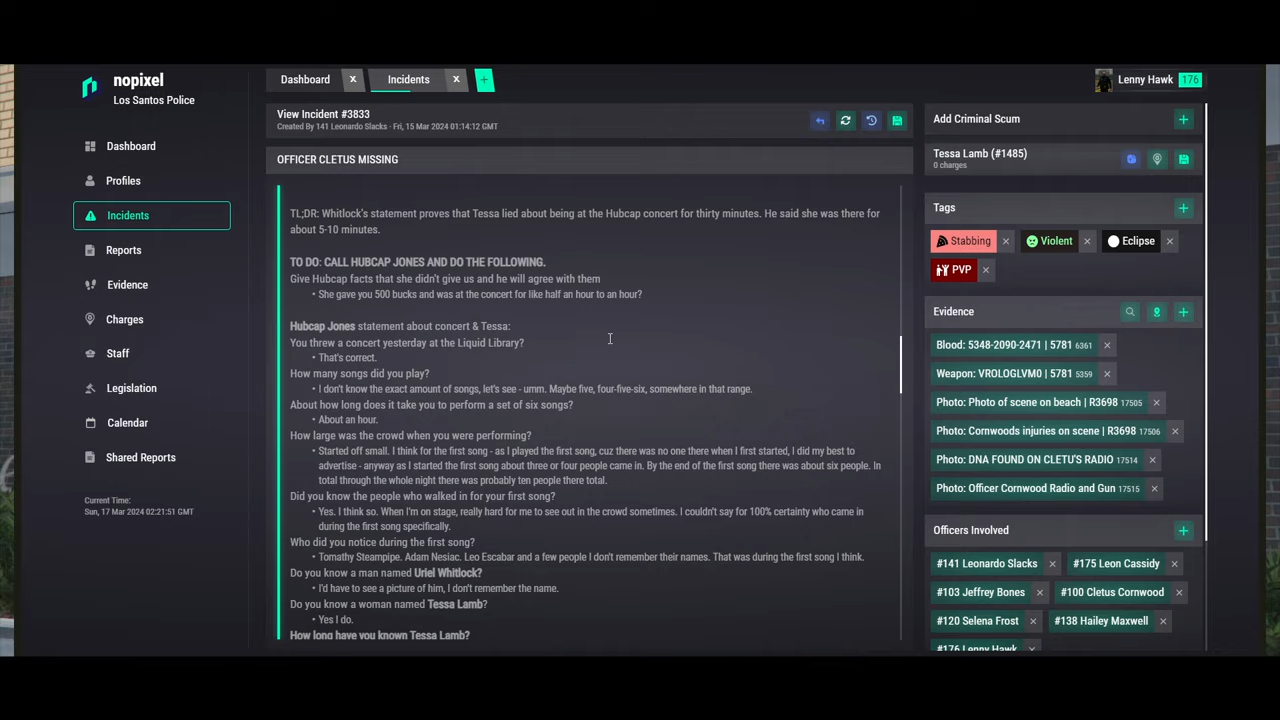 nopixel
Los Santos Police
Dashboard
Profiles
Incidents
Reports
Evidence
Charges
Staff
Legislation
Calendar
Shared Reports
Current Time:
Sun, 17 Mar 2024 02:21:51 GMT
Dashboard x Incidents x +
Lenny Hawk 176
View Incident #3833
Created By 141 Leonardo Slacks · Fri, 15 Mar 2024 01:14:12 GMT
OFFICER CLETUS MISSING
TL;DR: Whitlock's statement proves that Tessa lied about being at the Hubcap concert for thirty minutes. He said she was there for
about 5-10 minutes.
TO DO: CALL HUBCAP JONES AND DO THE FOLLOWING.
Give Hubcap facts that she didn't give us and he will agree with them
• She gave you 500 bucks and was at the concert for like half an hour to an hour?
Hubcap Jones statement about concert & Tessa:
You threw a concert yesterday at the Liquid Library?
• That's correct.
How many songs did you play?
• I don't know the exact amount of songs, let's see - umm. Maybe five, four-five-six, somewhere in that range.
About how long does it take you to perform a set of six songs?
• About an hour.
How large was the crowd when you were performing?
• Started off small. I think for the first song - as I played the first song, cuz there was no one there when I first started, I did my best to
advertise - anyway as I started the first song about three or four people came in. By the end of the first song there was about six people. In
total through the whole night there was probably ten people there total.
Did you know the people who walked in for your first song?
• Yes. I think so. When I'm on stage, really hard for me to see out in the crowd sometimes. I couldn't say for 100% certainty who came in
during the first song specifically.
Who did you notice during the first song?
• Tomathy Steampipe. Adam Nesiac. Leo Escabar and a few people I don't remember their names. That was during the first song I think.
Do you know a man named Uriel Whitlock?
• I'd have to see a picture of him, I don't remember the name.
Do you know a woman named Tessa Lamb?
• Yes I do.
How long have you known Tessa Lamb?
Add Criminal Scum +
Tessa Lamb (#1485)
0 charges
Tags +
Stabbing x Violent x Eclipse x
PVP x
Evidence +
Blood: 5348-2090-2471 | 5781 6361 x
Weapon: VROLOGLVM0 | 5781 5359 x
Photo: Photo of scene on beach | R3698 17505 x
Photo: Cornwoods injuries on scene | R3698 17506 x
Photo: DNA FOUND ON CLETU'S RADIO 17514 x
Photo: Officer Cornwood Radio and Gun 17515 x
Officers Involved +
#141 Leonardo Slacks x #175 Leon Cassidy x
#103 Jeffrey Bones x #100 Cletus Cornwood x
#120 Selena Frost x #138 Hailey Maxwell x
#176 Lenny Hawk x